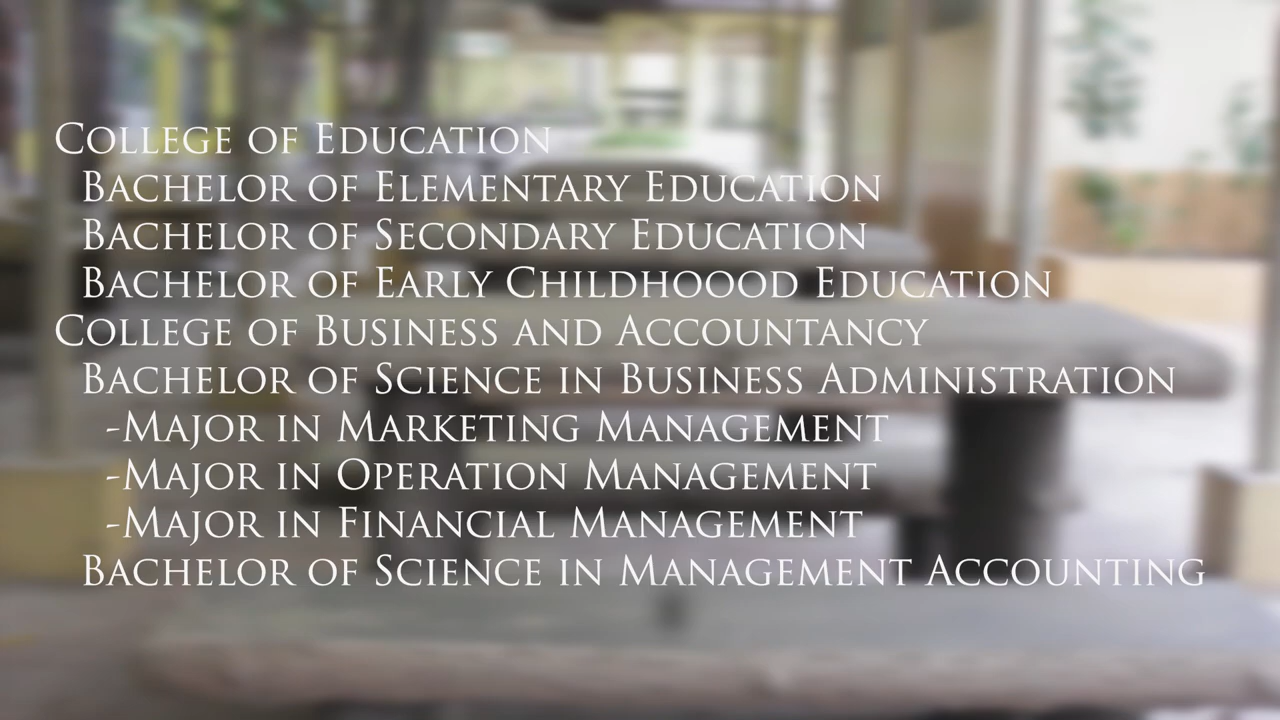 College of Education
Bachelor of Elementary Education
Bachelor of Secondary Education
Bachelor of Early Childhoood Education
College of Business and Accountancy
Bachelor of Science in Business Administration
-Major in Marketing Management
-Major in Operation Management
-Major in Financial Management
Bachelor of Science in Management Accounting